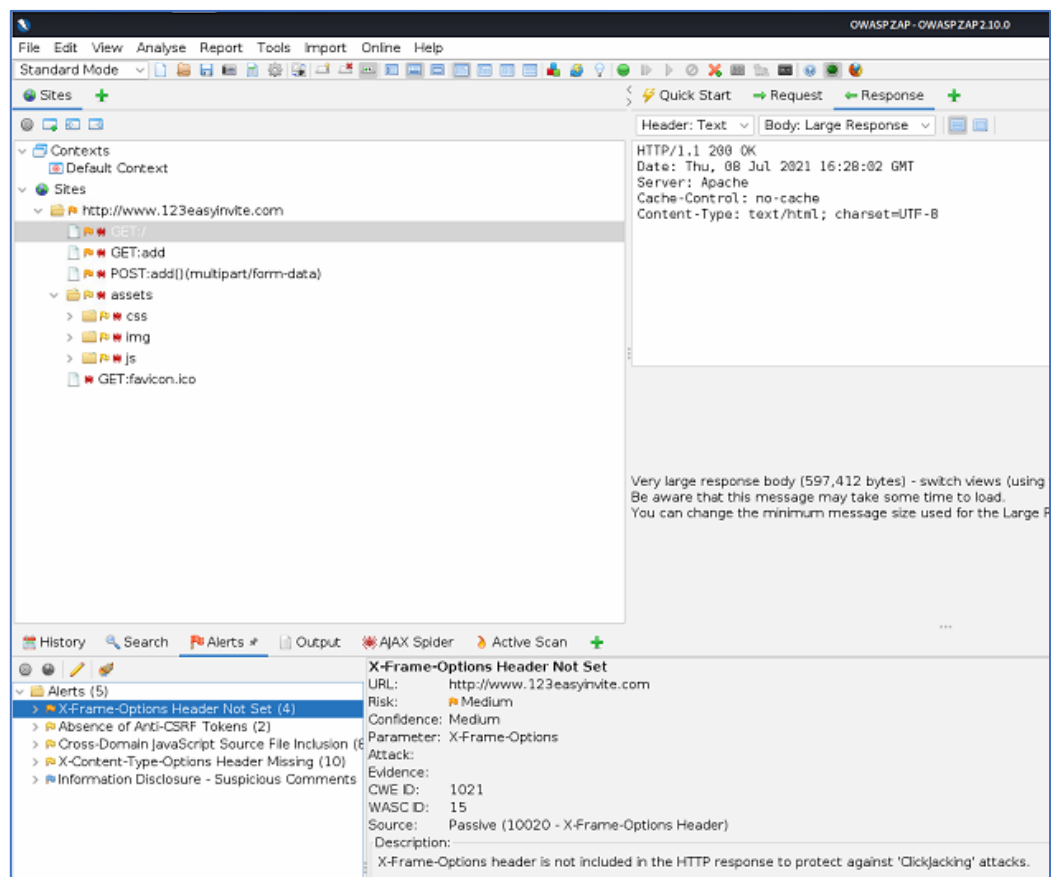 OWASP ZAP - OWASP ZAP 2.10.0
File Edit View Analyse Report Tools Import Online Help
Standard Mode
Sites
Quick Start Request Response
Header: Text Body: Large Response
Contexts
Default Context
Sites
http://www.123easyinvite.com
GET:/
GET:add
POST:add()(multipart/form-data)
assets
css
img
js
GET:favicon.ico
HTTP/1.1 200 OK
Date: Thu, 08 Jul 2021 16:28:02 GMT
Server: Apache
Cache-Control: no-cache
Content-Type: text/html; charset=UTF-8
Very large response body (597,412 bytes) - switch views (using
Be aware that this message may take some time to load.
You can change the minimum message size used for the Large
History Search Alerts Output AJAX Spider Active Scan
Alerts (5)
X-Frame-Options Header Not Set (4)
Absence of Anti-CSRF Tokens (2)
Cross-Domain JavaScript Source File Inclusion (
X-Content-Type-Options Header Missing (10)
Information Disclosure - Suspicious Comments
X-Frame-Options Header Not Set
URL: http://www.123easyinvite.com
Risk: Medium
Confidence: Medium
Parameter: X-Frame-Options
Attack:
Evidence:
CWE ID: 1021
WASC ID: 15
Source: Passive (10020 - X-Frame-Options Header)
Description:
X-Frame-Options header is not included in the HTTP response to protect against 'ClickJacking' attacks.